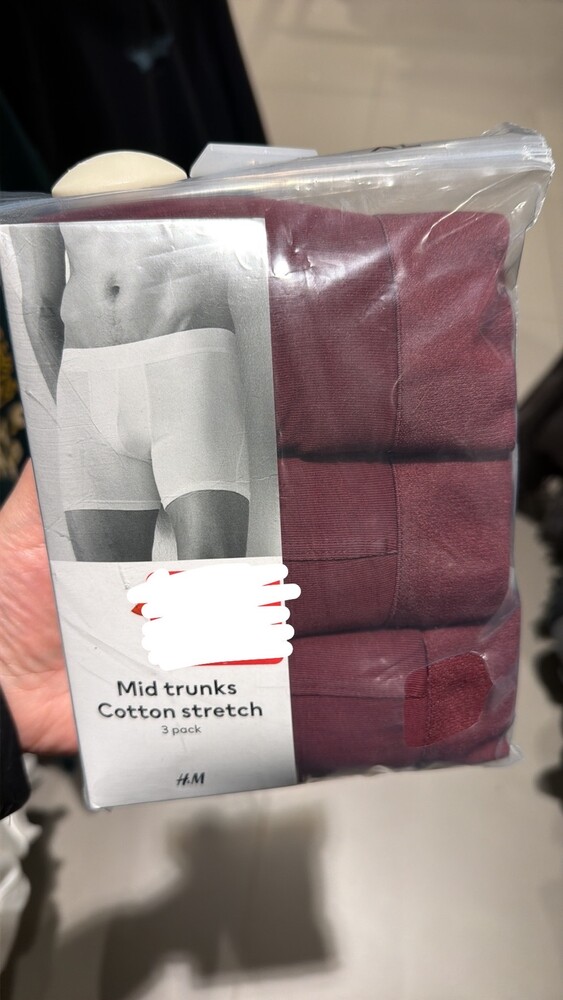 Mid trunks
Cotton stretch
3 pack
H&M